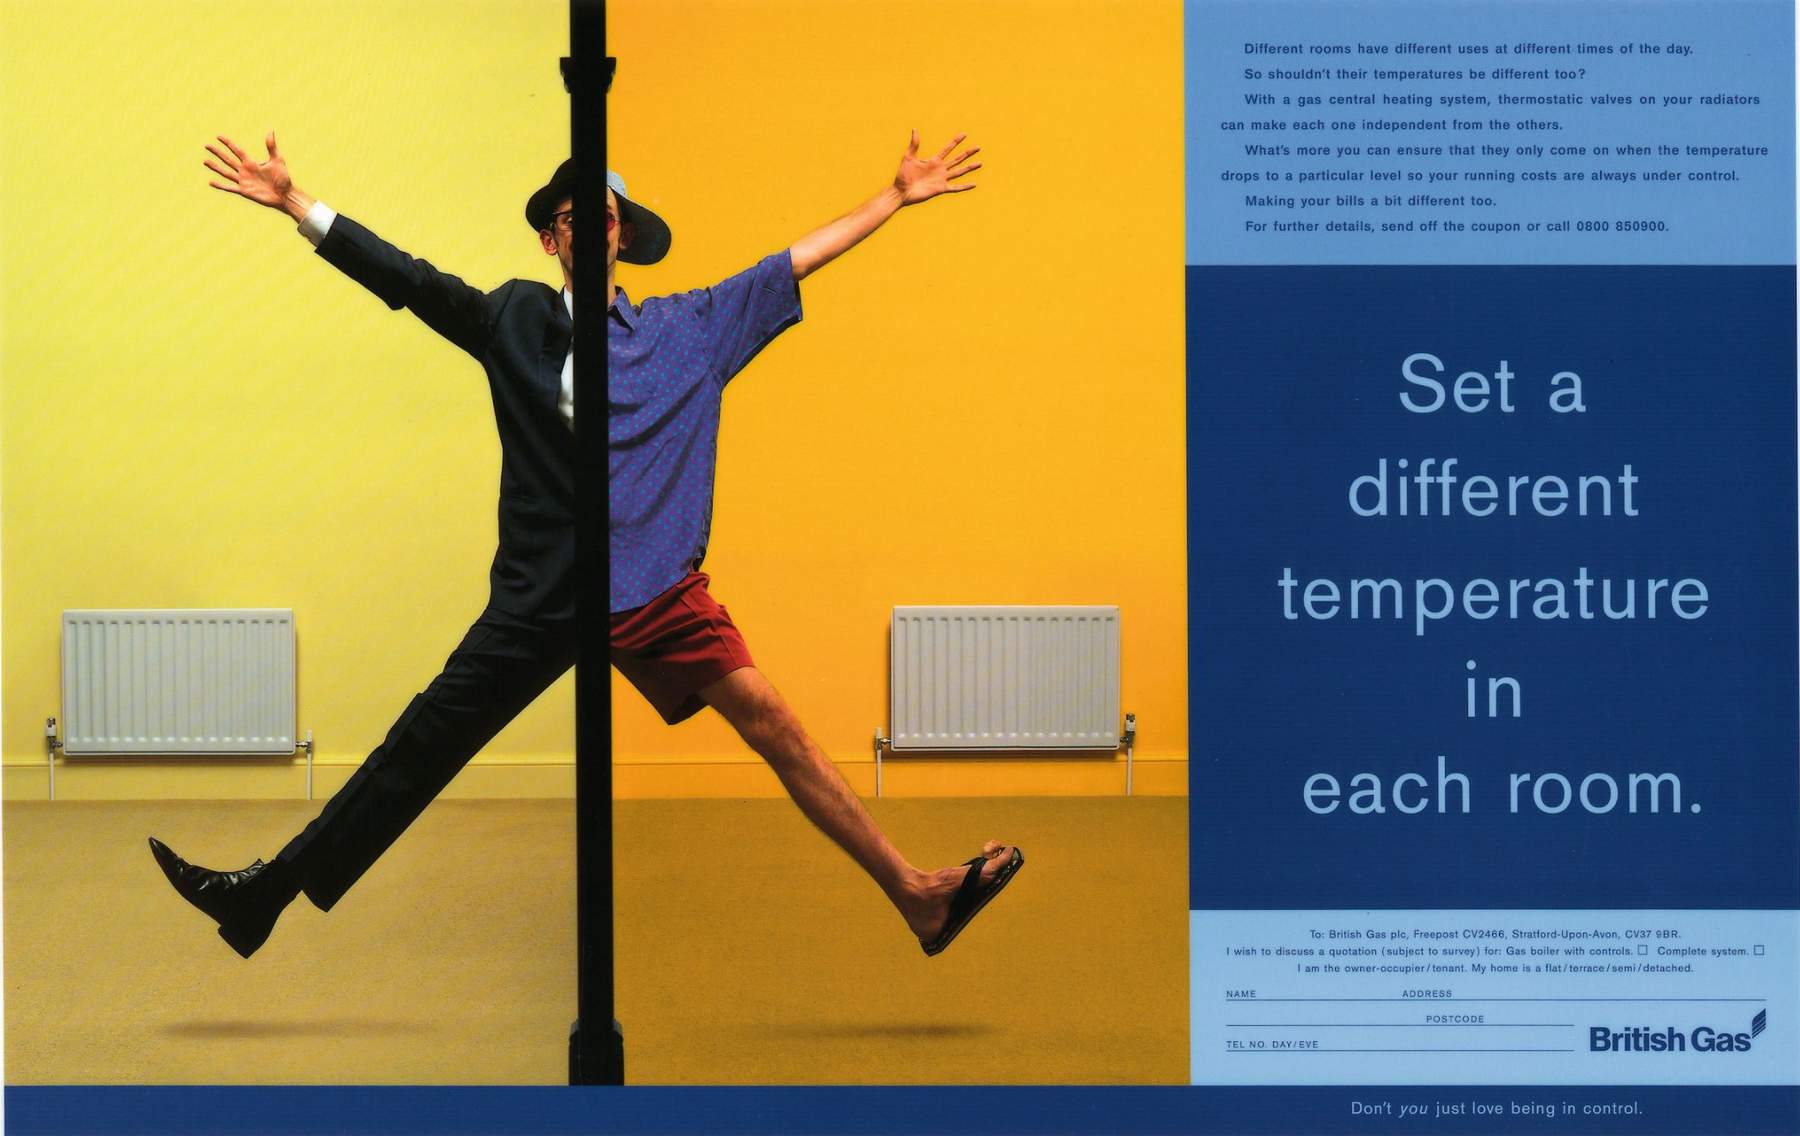 Different rooms have different uses at different times of the day.
So shouldn't their temperatures be different too?
With a gas central heating system, thermostatic valves on your radiators
can make each one independent from the others.
What's more you can ensure that they only come on when the temperature
drops to a particular level so your running costs are always under control.
Making your bills a bit different too.
For further details, send off the coupon or call 0800 850900.
Set a
different
temperature
in
each room.
To: British Gas plc, Freepost CV2466, Stratford-Upon-Avon, CV37 9BR.
I wish to discuss a quotation (subject to survey) for: Gas boiler with controls. ☐ Complete system. ☐
I am the owner-occupier/tenant. My home is a flat/terrace/semi/detached.
NAME ADDRESS
POSTCODE
TEL NO. DAY/EVE
British Gas
Don't you just love being in control.